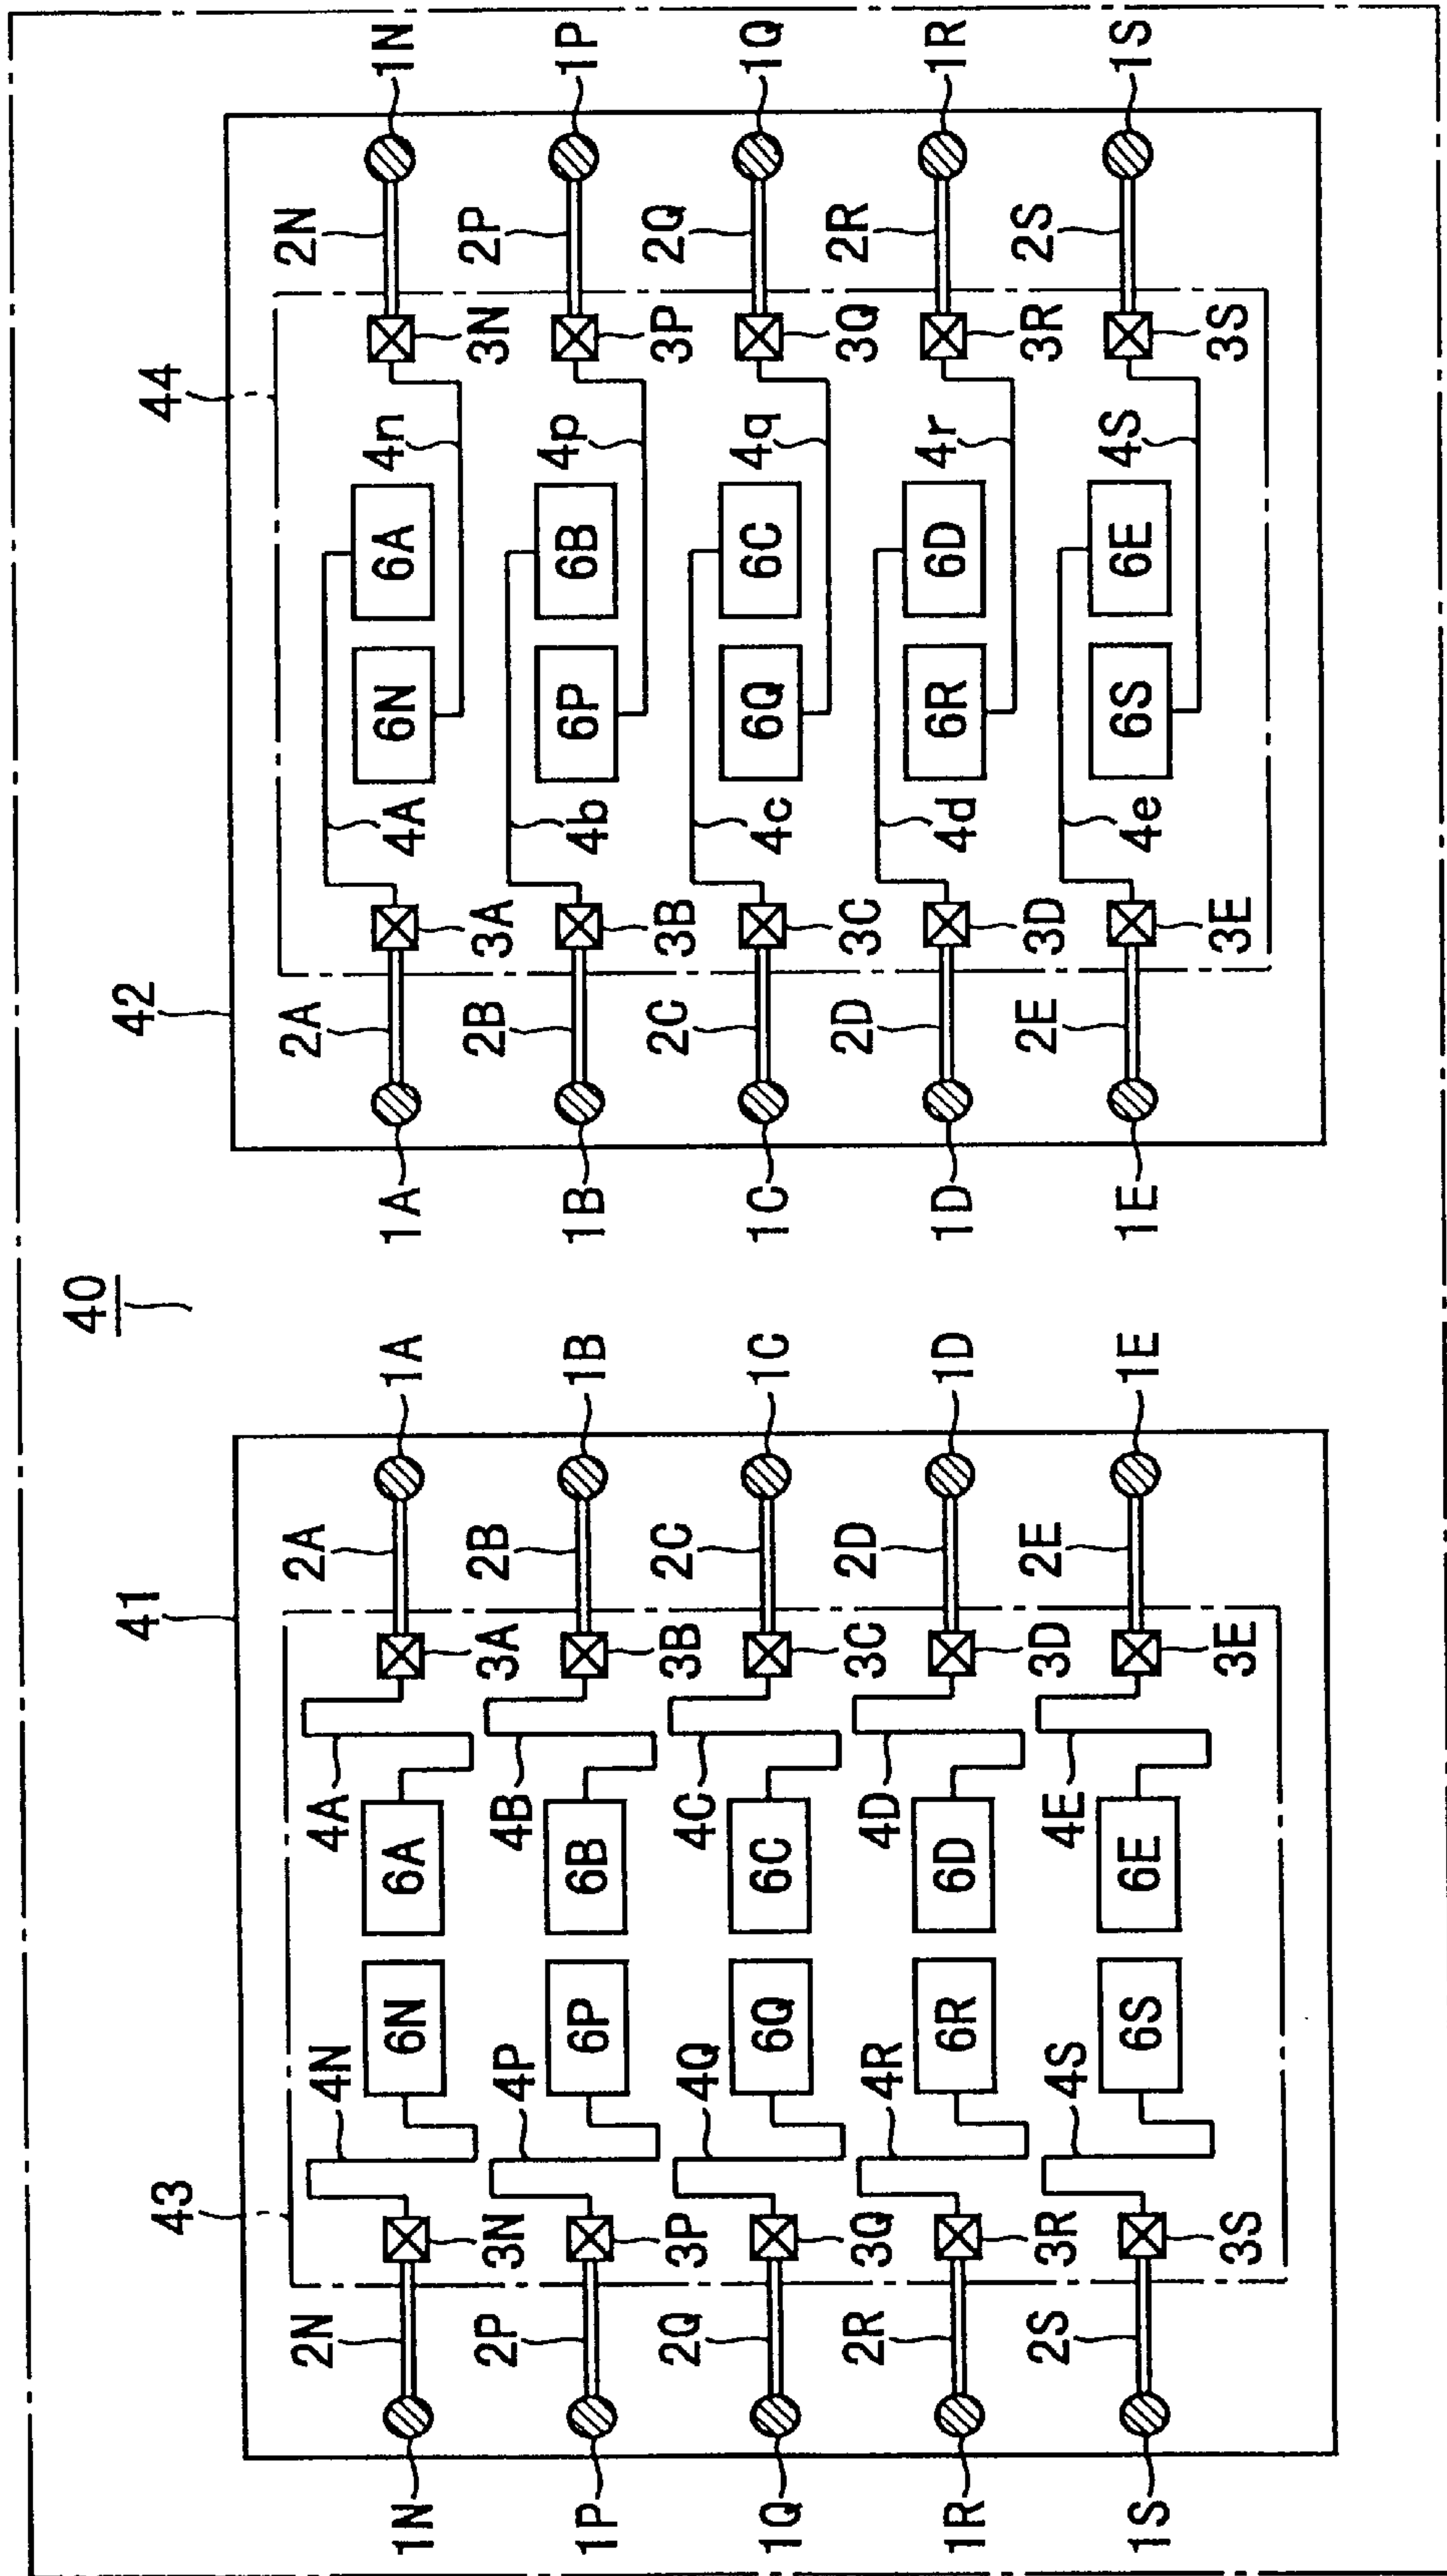 40
43 41 42 44
2N 4N 4A 2A 2A 2N
1N 6N 6A 1A 1A 4A 6N 6A 4n 1N
3N 3A 3A 3N
2P 4P 4B 2B 2B 2P
1P 6P 6B 1B 1B 4b 6P 6B 4p 1P
3P 3B 3B 3P
2Q 4Q 4C 2C 2C 2Q
1Q 6Q 6C 1C 1C 4c 6Q 6C 4q 1Q
3Q 3C 3C 3Q
2R 4R 4D 2D 2D 2R
1R 6R 6D 1D 1D 4d 6R 6D 4r 1R
3R 3D 3D 3R
2S 4S 4E 2E 2E 2S
1S 6S 6E 1E 1E 4e 6S 6E 4S 1S
3S 3E 3E 3S